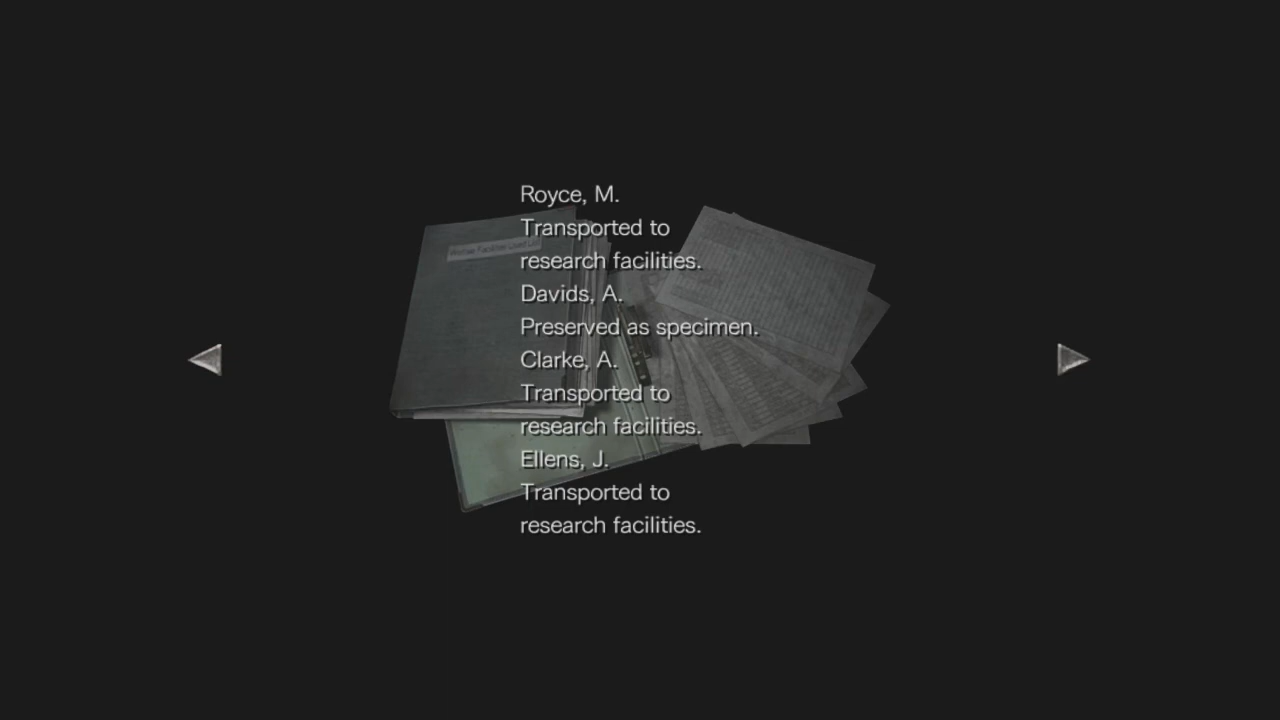 Royce, M.
Transported to
research facilities.
Davids, A.
Preserved as specimen.
Clarke, A.
Transported to
research facilities.
Ellens, J.
Transported to
research facilities.